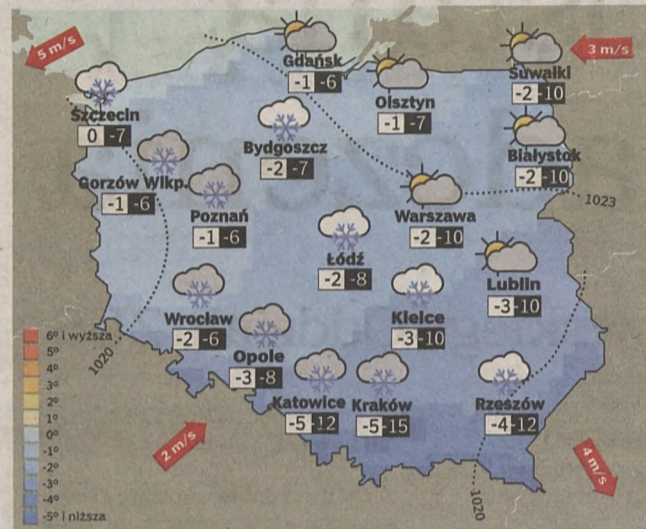 5 m/s
3 m/s
Gdańsk
-1 -6
Suwałki
-2 -10
Szczecin
0 -7
Olsztyn
-1 -7
Bydgoszcz
-2 -7
Białystok
-2 -10
Gorzów Wlkp.
-1 -6
1023
Poznań
-1 -6
Warszawa
-2 -10
Łódź
-2 -8
Lublin
-3 -10
Wrocław
-2 -6
Kielce
-3 -10
Opole
-3 -8
1020
Katowice
-5 -12
Kraków
-5 -15
Rzeszów
-4 -12
6° i wyższa
5°
4°
3°
2°
1°
0°
-1°
-2°
-3°
-4°
-5° i niższa
2 m/s
4 m/s
1020